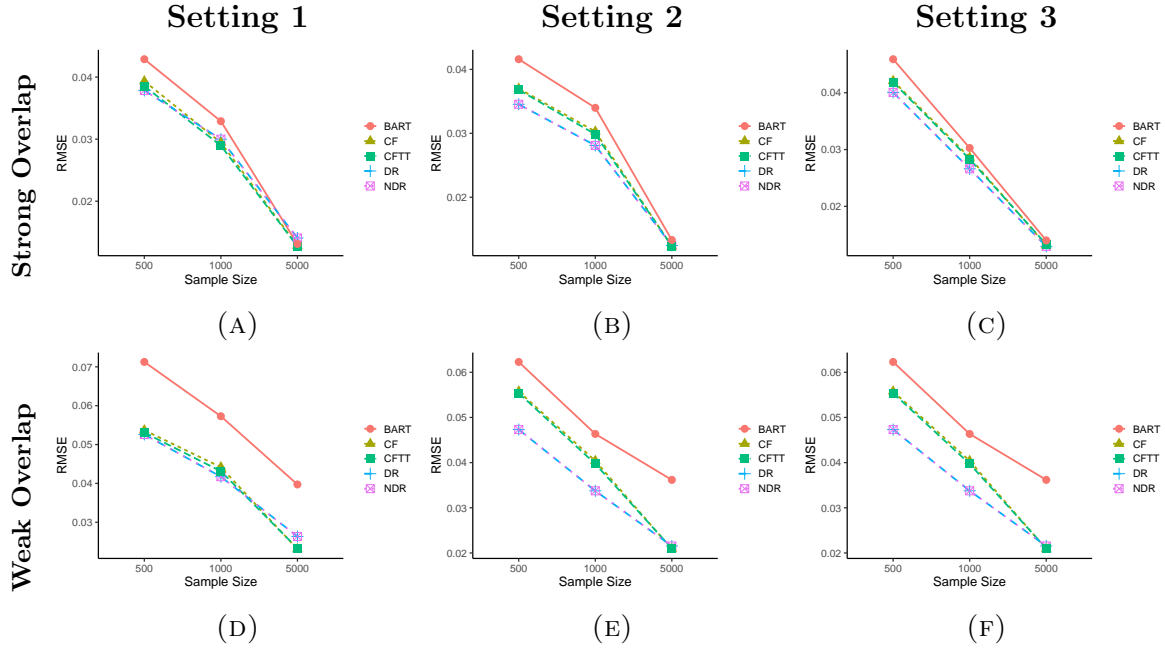 Setting 1
Setting 2
Setting 3
Strong Overlap
RMSE
0.04
0.03
0.02
500
1000
5000
Sample Size
BART
CF
CFTT
DR
NDR
(A)
RMSE
0.04
0.03
0.02
500
1000
5000
Sample Size
BART
CF
CFTT
DR
NDR
(B)
RMSE
0.04
0.03
0.02
500
1000
5000
Sample Size
BART
CF
CFTT
DR
NDR
(C)
Weak Overlap
RMSE
0.07
0.06
0.05
0.04
0.03
500
1000
5000
Sample Size
BART
CF
CFTT
DR
NDR
(D)
RMSE
0.06
0.05
0.04
0.03
0.02
500
1000
5000
Sample Size
BART
CF
CFTT
DR
NDR
(E)
RMSE
0.06
0.05
0.04
0.03
0.02
500
1000
5000
Sample Size
BART
CF
CFTT
DR
NDR
(F)